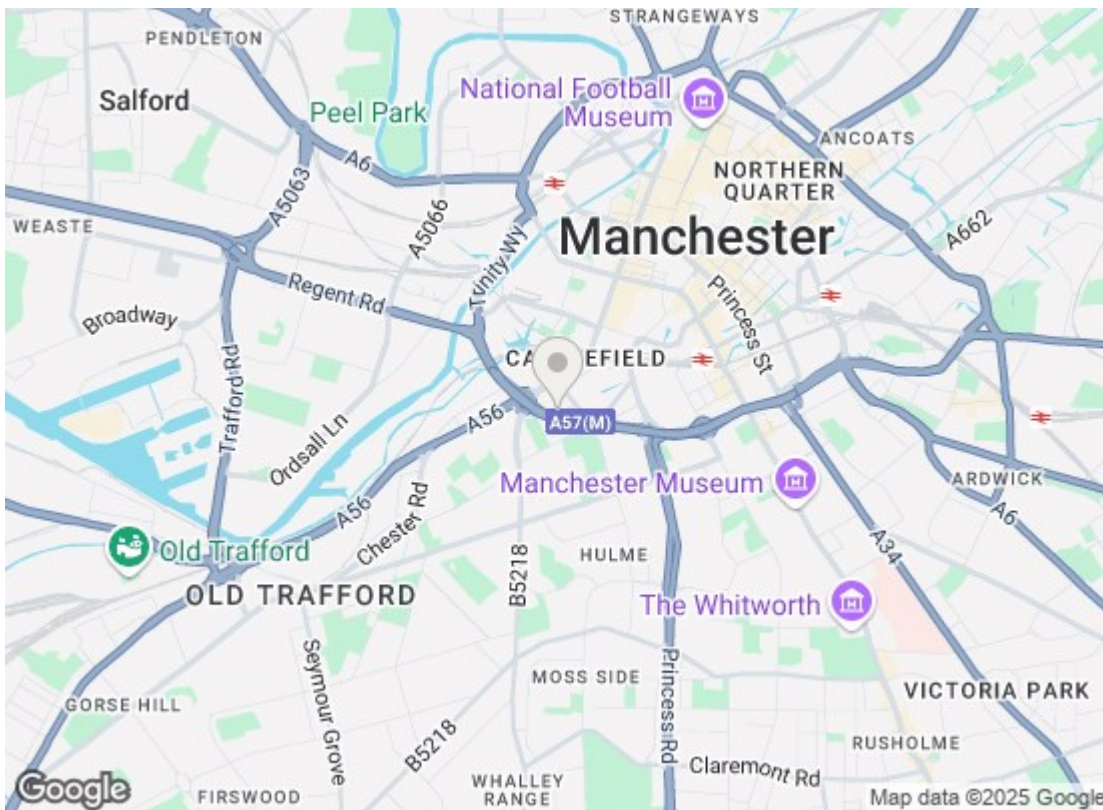 STRANGEWAYS
PENDLETON
Salford
Peel Park
National Football
Museum
A6
A5063
A5066
ANCOATS
NORTHERN
QUARTER
WEASTE
Manchester
A662
Trinity Wy
Regent Rd
Broadway
Princess St
Trafford Rd
Ordsall Ln
A56
A57(M)
Manchester Museum
ARDWICK
A6
Old Trafford
A56
Chester Rd
B5218
HULME
A34
OLD TRAFFORD
The Whitworth
Seymour Grove
MOSS SIDE
Princess Rd
VICTORIA PARK
GORSE HILL
B5218
RUSHOLME
Claremont Rd
WHALLEY
RANGE
FIRSWOOD
Google
Map data ©2025 Google